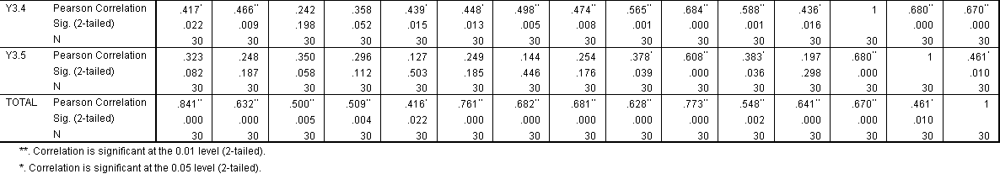 Y3.4 Pearson Correlation .417* .466** .242 .358 .439* .448* .498** .474** .565** .684** .588** .436* 1 .680** .670**
Sig. (2-tailed) .022 .009 .198 .052 .015 .013 .005 .008 .001 .000 .001 .016 .000 .000
N 30 30 30 30 30 30 30 30 30 30 30 30 30 30 30
Y3.5 Pearson Correlation .323 .248 .350 .296 .127 .249 .144 .254 .378* .608** .383* .197 .680** 1 .461*
Sig. (2-tailed) .082 .187 .058 .112 .503 .185 .446 .176 .039 .000 .036 .298 .000 .010
N 30 30 30 30 30 30 30 30 30 30 30 30 30 30 30
TOTAL Pearson Correlation .841** .632** .500** .509** .416* .761** .682** .681** .628** .773** .548** .641** .670** .461* 1
Sig. (2-tailed) .000 .000 .005 .004 .022 .000 .000 .000 .000 .000 .002 .000 .000 .010
N 30 30 30 30 30 30 30 30 30 30 30 30 30 30 30
**. Correlation is significant at the 0.01 level (2-tailed).
*. Correlation is significant at the 0.05 level (2-tailed).